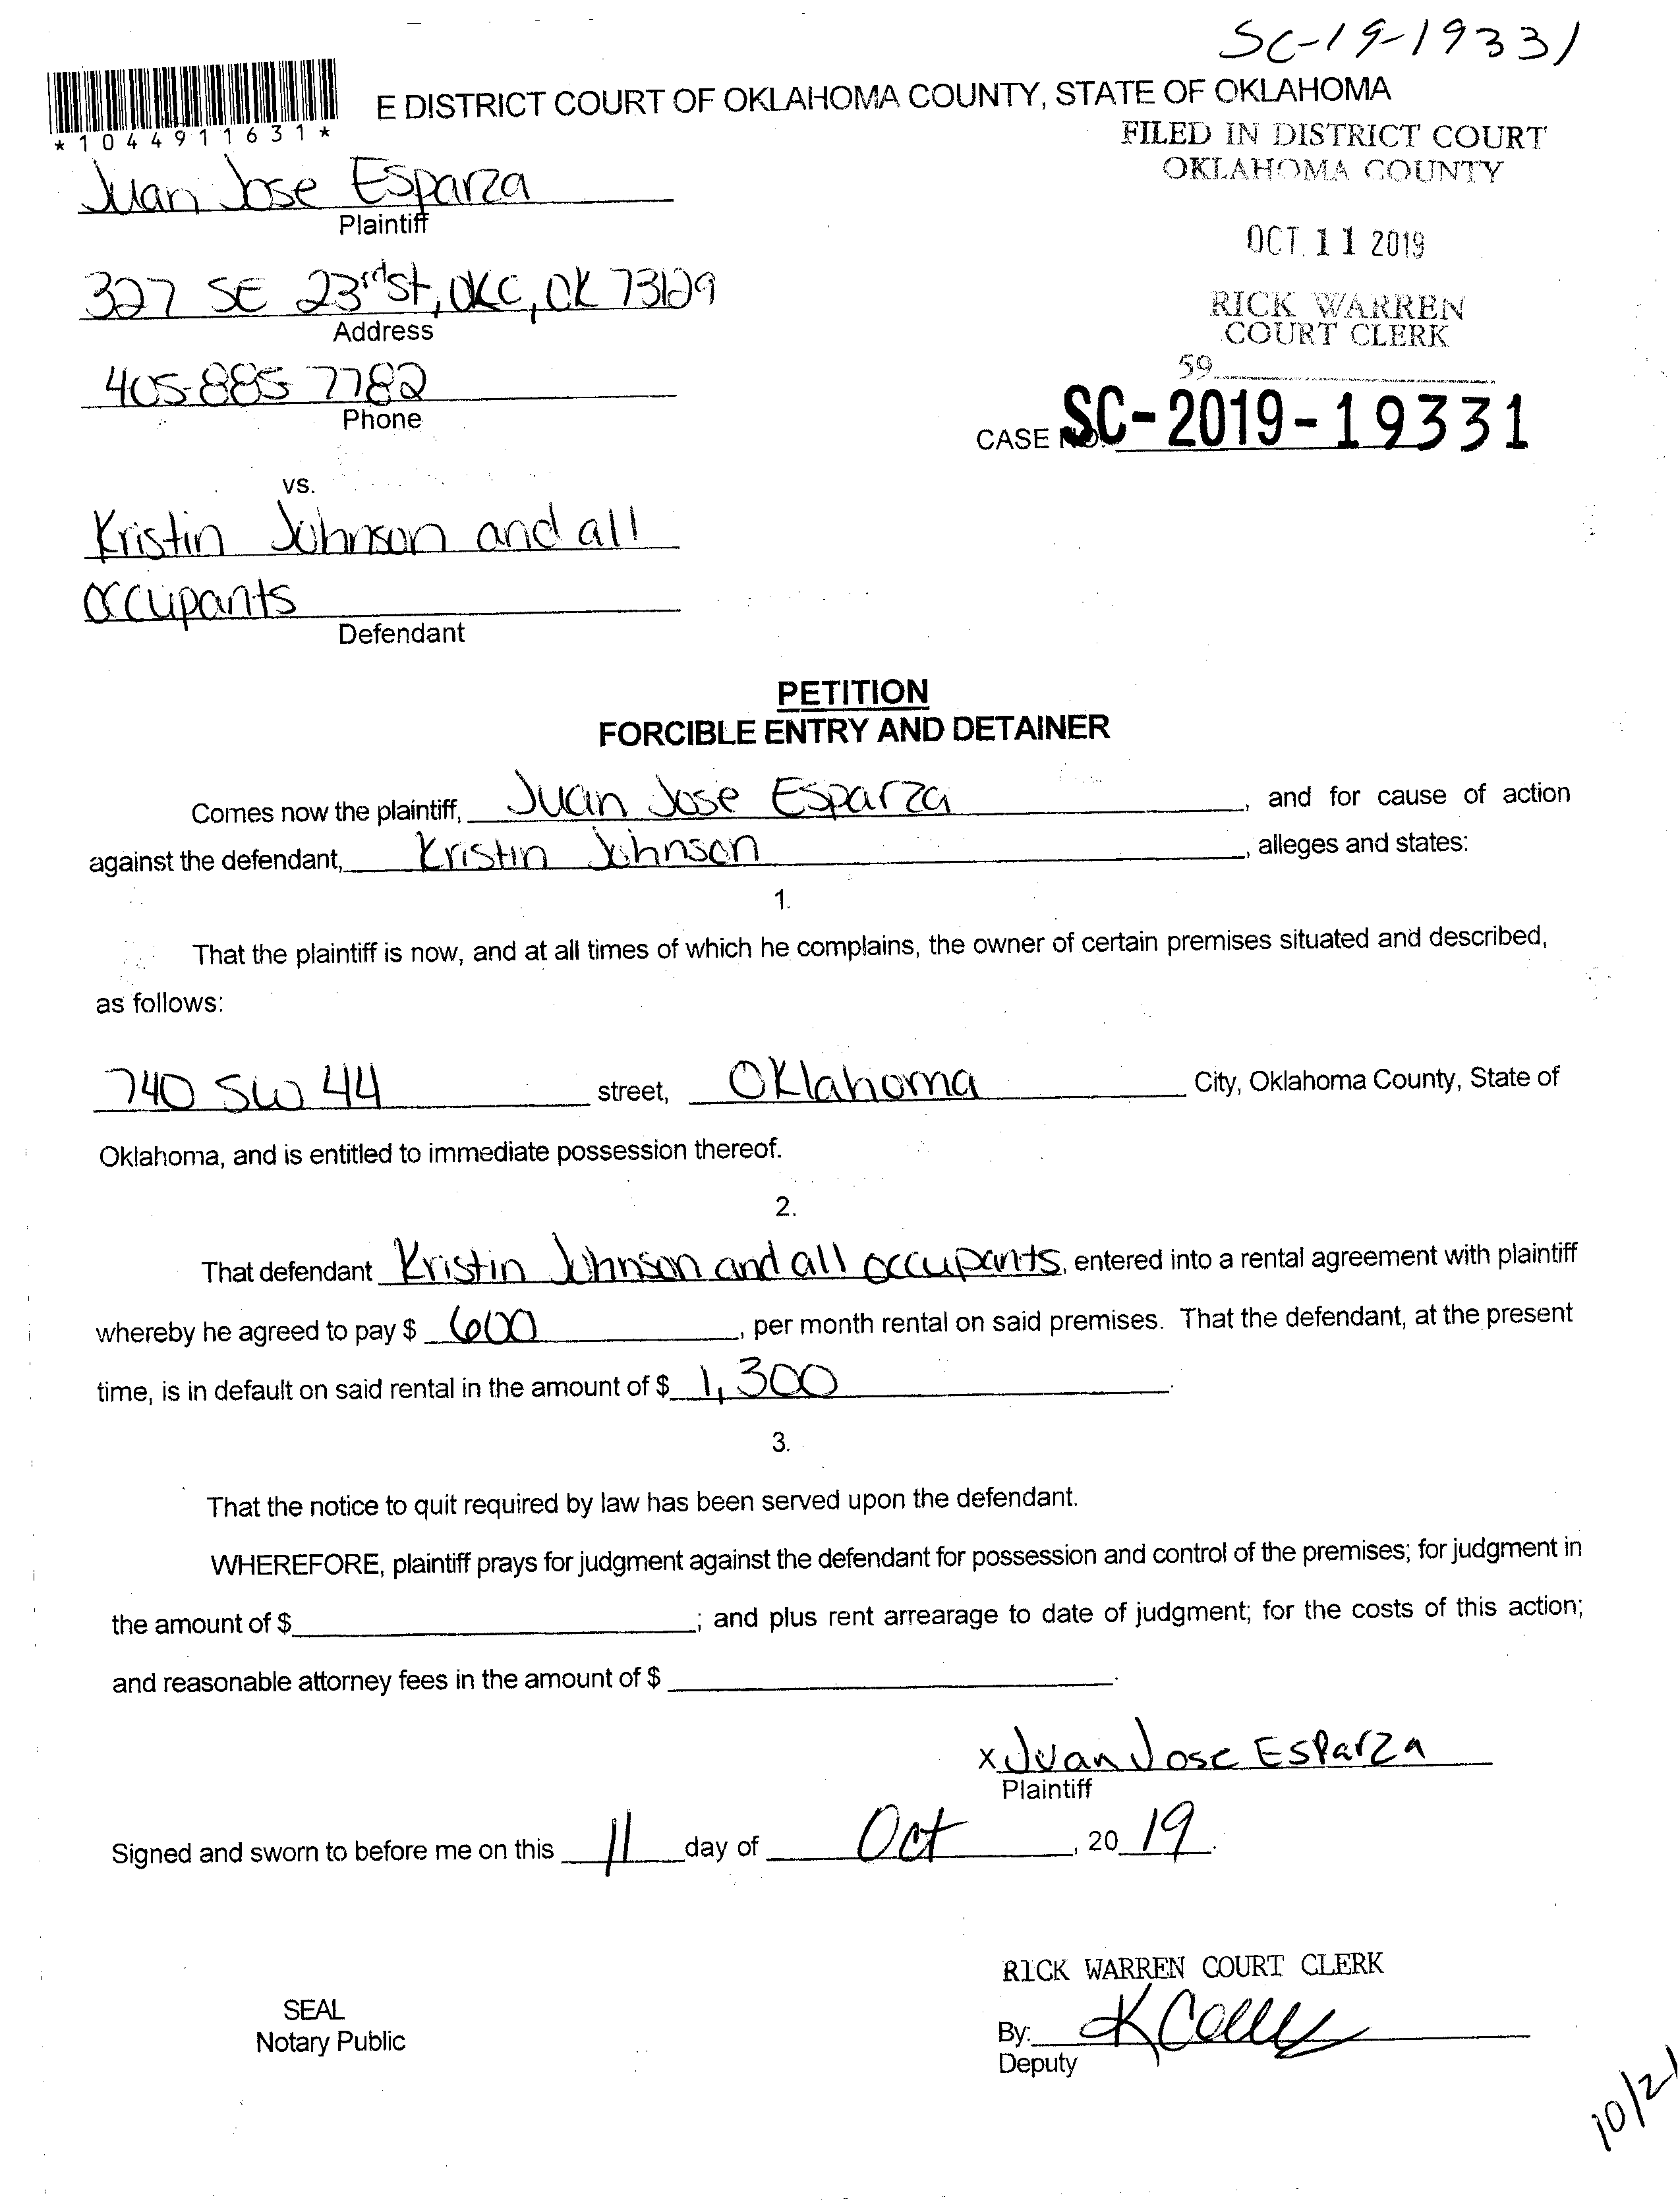 SC-19-19331
E DISTRICT COURT OF OKLAHOMA COUNTY, STATE OF OKLAHOMA
*1044911631*
FILED IN DISTRICT COURT
OKLAHOMA COUNTY
Juan Jose Esparza
Plaintiff
OCT. 11 2019
327 SE 23rd St, OKC, OK 73129
Address
RICK WARREN
COURT CLERK
59
405-885-7782
Phone
CASE NO. SC-2019-19331
vs.
Kristin Johnson and all
occupants
Defendant
PETITION
FORCIBLE ENTRY AND DETAINER
Comes now the plaintiff, Juan Jose Esparza, and for cause of action
against the defendant, Kristin Johnson, alleges and states:
1.
That the plaintiff is now, and at all times of which he complains, the owner of certain premises situated and described,
as follows:
740 SW 44 street, Oklahoma City, Oklahoma County, State of
Oklahoma, and is entitled to immediate possession thereof.
2.
That defendant Kristin Johnson and all occupants, entered into a rental agreement with plaintiff
whereby he agreed to pay $ 600, per month rental on said premises. That the defendant, at the present
time, is in default on said rental in the amount of $ 1,300.
3.
That the notice to quit required by law has been served upon the defendant.
WHEREFORE, plaintiff prays for judgment against the defendant for possession and control of the premises; for judgment in
the amount of $ ; and plus rent arrearage to date of judgment; for the costs of this action;
and reasonable attorney fees in the amount of $ .
x Juan Jose Esparza
Plaintiff
Signed and sworn to before me on this 11 day of Oct, 20 19.
RICK WARREN COURT CLERK
SEAL
Notary Public
By:
Deputy
10/21